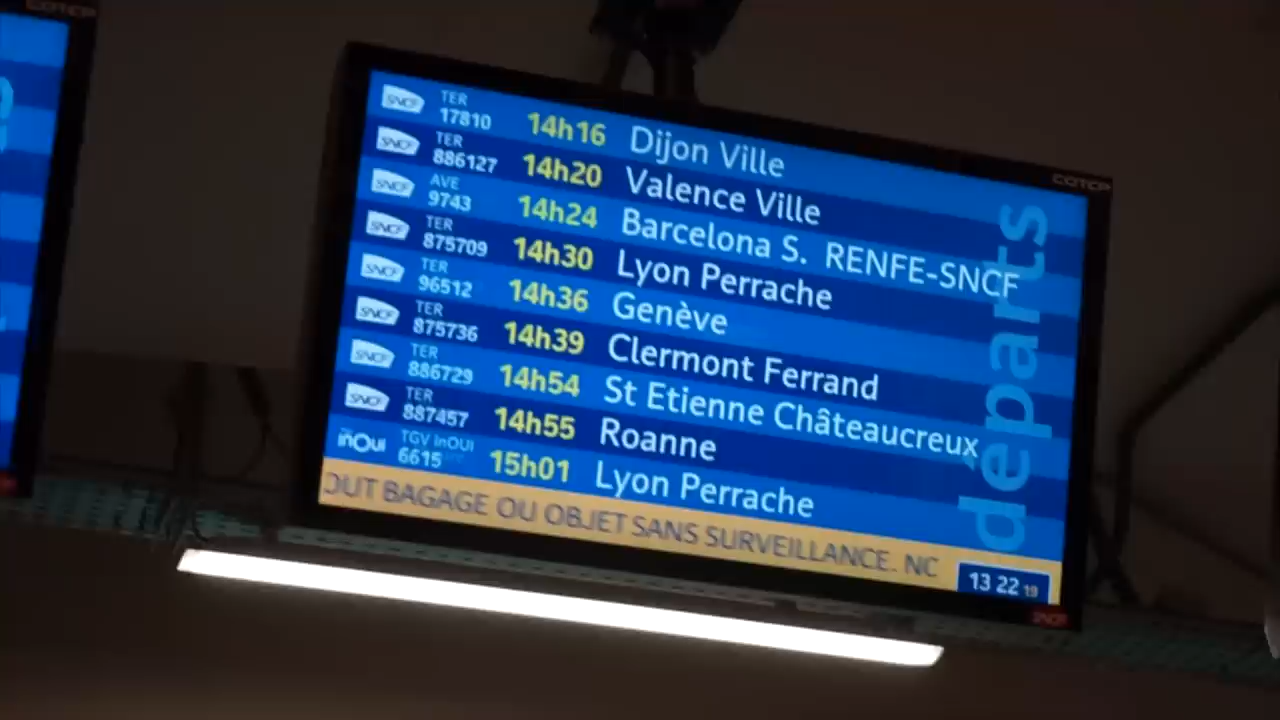 COTEP
SNCF TER 17810 14h16 Dijon Ville
SNCF TER 886127 14h20 Valence Ville
SNCF AVE 9743 14h24 Barcelona S. RENFE-SNCF
SNCF TER 875709 14h30 Lyon Perrache
SNCF TER 96512 14h36 Genève
SNCF TER 875736 14h39 Clermont Ferrand
SNCF TER 886729 14h54 St Etienne Châteaucreux
SNCF TER 887457 14h55 Roanne
inOui TGV InOUI 6615 15h01 Lyon Perrache
départs
OUT BAGAGE OU OBJET SANS SURVEILLANCE. NC
13 22 19
SNCF